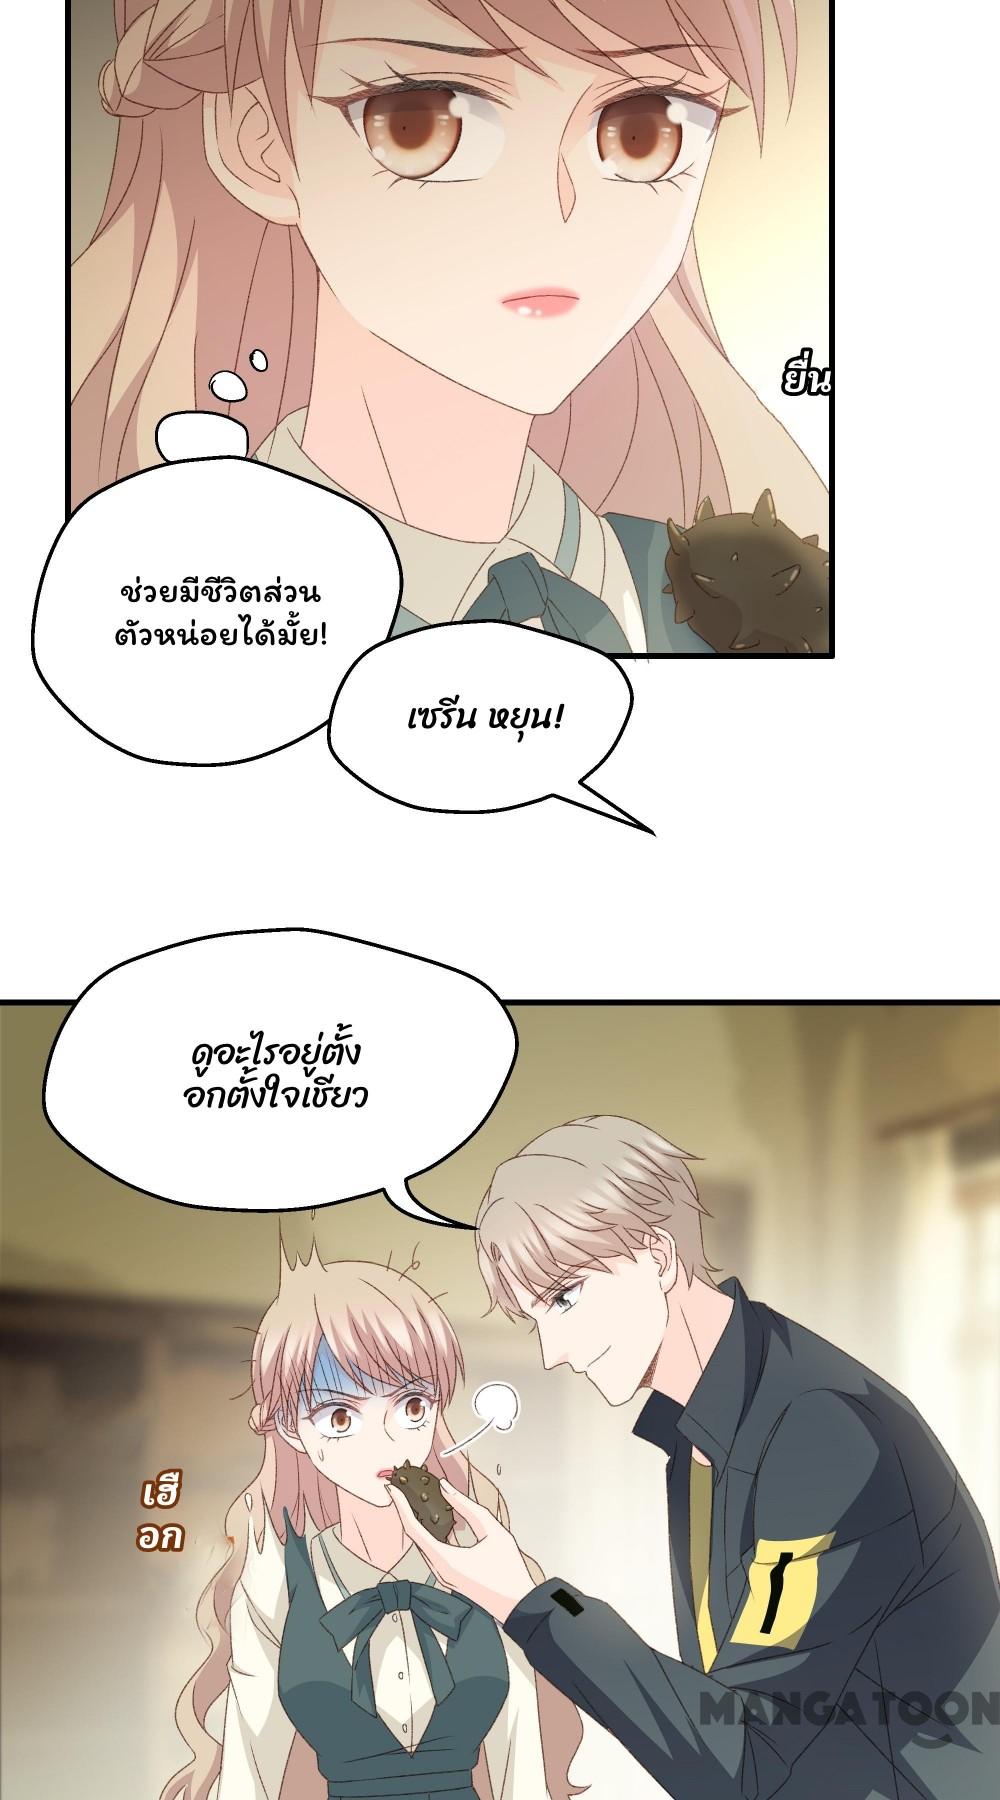 ยื่น
ช่วยมีชีวิตส่วน
ตัวหน่อยได้มั้ย!
เซรีน หยุน!
ดูอะไรอยู่ตั้ง
อกตั้งใจเชียว
เฮื
อก
MANGATOON